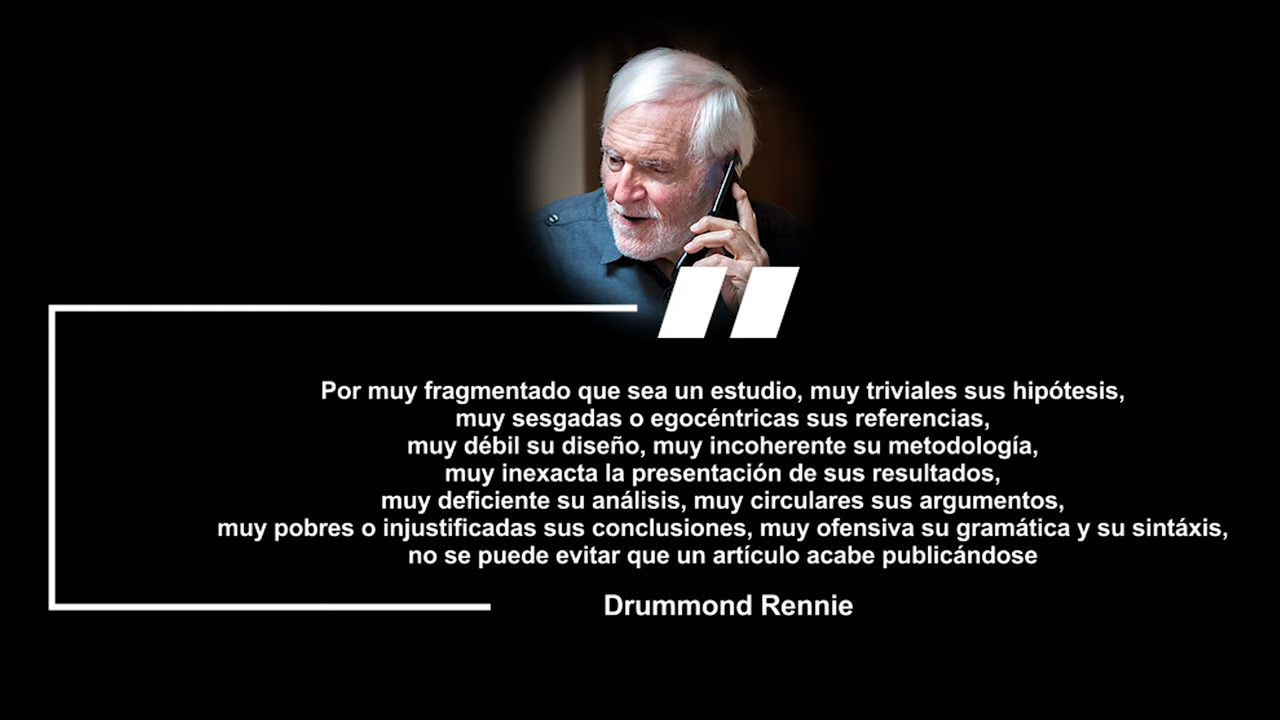 Por muy fragmentado que sea un estudio, muy triviales sus hipótesis,
muy sesgadas o egocéntricas sus referencias,
muy débil su diseño, muy incoherente su metodología,
muy inexacta la presentación de sus resultados,
muy deficiente su análisis, muy circulares sus argumentos,
muy pobres o injustificadas sus conclusiones, muy ofensiva su gramática y su sintáxis,
no se puede evitar que un artículo acabe publicándose
Drummond Rennie